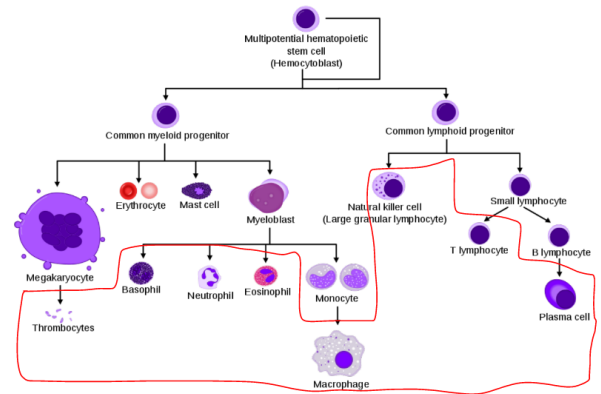 Multipotential hematopoietic
stem cell
(Hemocytoblast)
Common myeloid progenitor
Common lymphoid progenitor
Erythrocyte
Mast cell
Myeloblast
Natural killer cell
(Large granular lymphocyte)
Small lymphocyte
T lymphocyte
B lymphocyte
Megakaryocyte
Basophil
Neutrophil
Eosinophil
Monocyte
Plasma cell
Thrombocytes
Macrophage